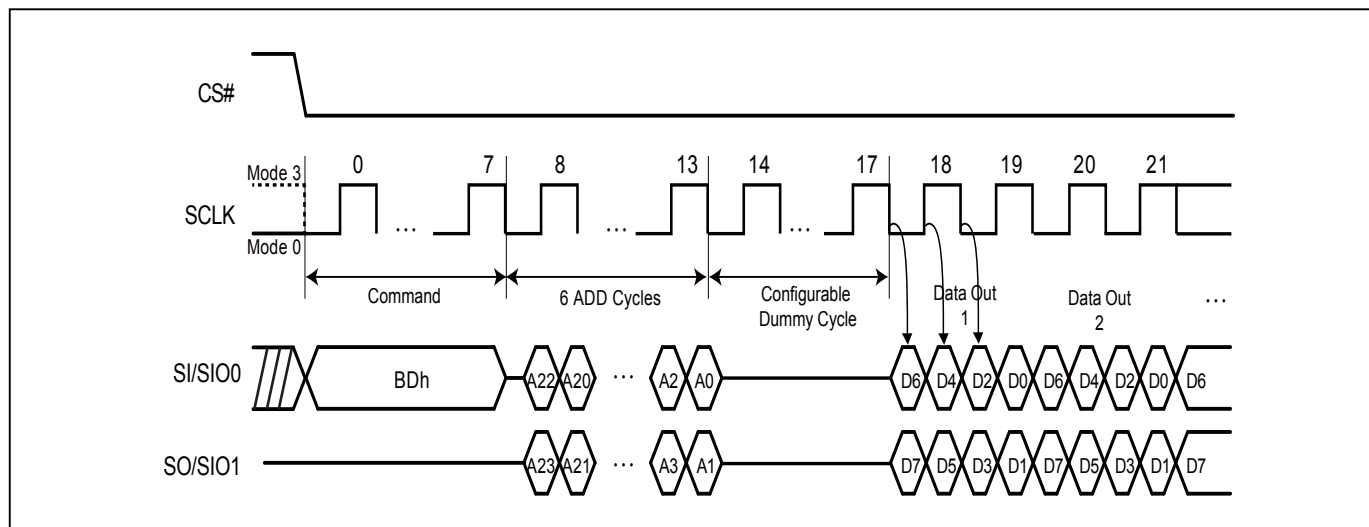 CS#
Mode 3
0 7 8 13 14 17 18 19 20 21
SCLK
... ... ...
Mode 0
Command
6 ADD Cycles
Configurable
Dummy Cycle
Data Out
1
Data Out
2
...
SI/SIO0 BDh A22 A20 ... A2 A0 D6 D4 D2 D0 D6 D4 D2 D0 D6
SO/SIO1 A23 A21 ... A3 A1 D7 D5 D3 D1 D7 D5 D3 D1 D7